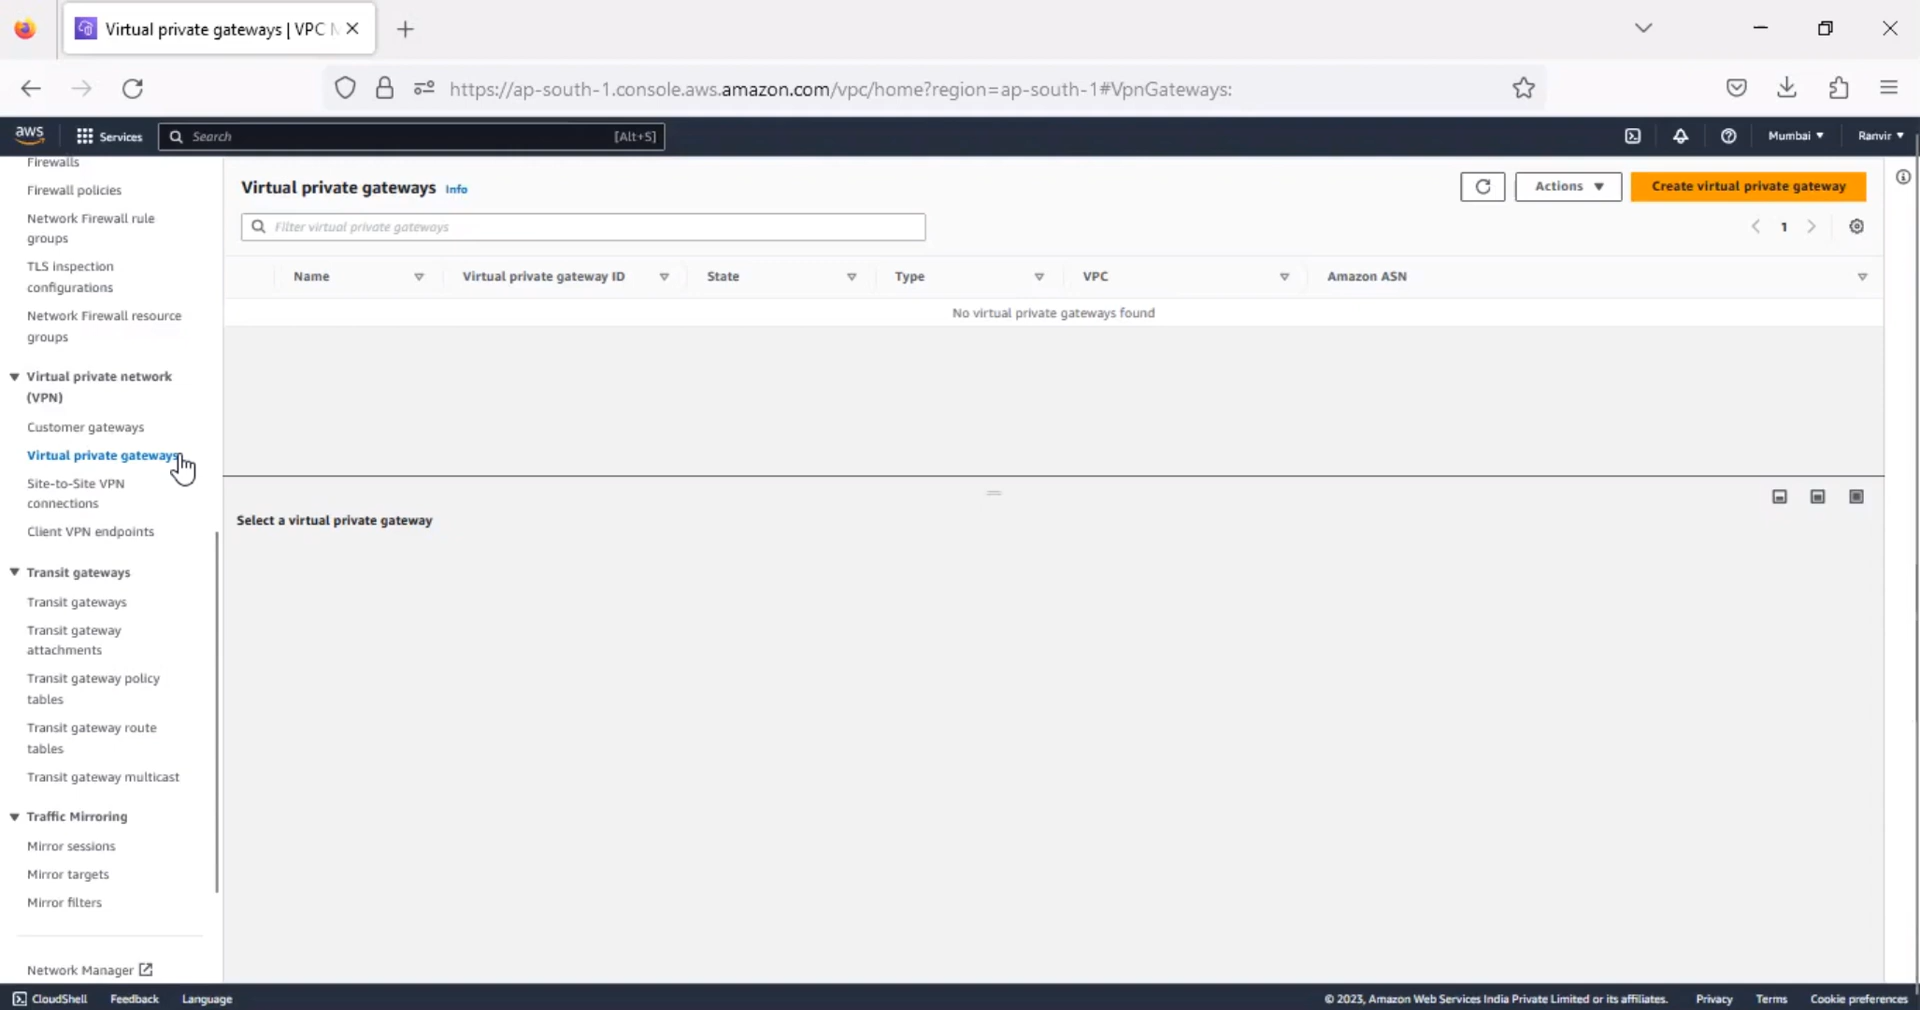 Virtual private gateways | VPC M
https://ap-south-1.console.aws.amazon.com/vpc/home?region=ap-south-1#VpnGateways:
aws
Services
Search
[Alt+S]
Mumbai
Ranvir
Firewalls
Firewall policies
Network Firewall rule
groups
TLS inspection
configurations
Network Firewall resource
groups
Virtual private network
(VPN)
Customer gateways
Virtual private gateways
Site-to-Site VPN
connections
Client VPN endpoints
Transit gateways
Transit gateways
Transit gateway
attachments
Transit gateway policy
tables
Transit gateway route
tables
Transit gateway multicast
Traffic Mirroring
Mirror sessions
Mirror targets
Mirror filters
Network Manager
Virtual private gateways Info
Actions
Create virtual private gateway
Filter virtual private gateways
1
Name
Virtual private gateway ID
State
Type
VPC
Amazon ASN
No virtual private gateways found
Select a virtual private gateway
CloudShell
Feedback
Language
© 2023, Amazon Web Services India Private Limited or its affiliates.
Privacy
Terms
Cookie preferences